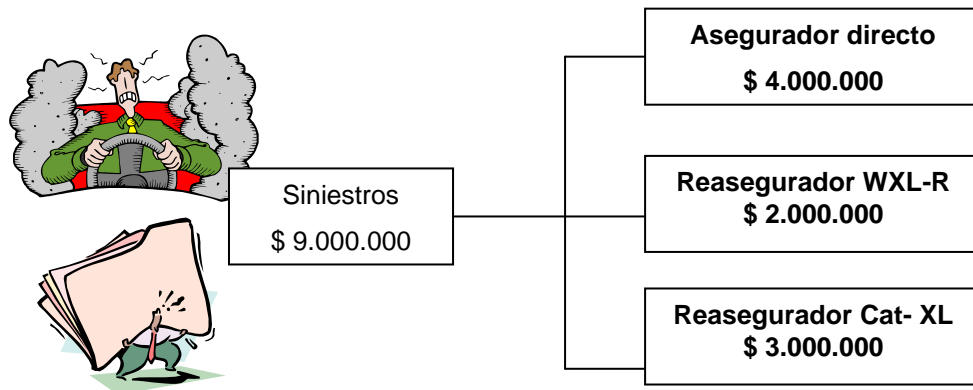 Asegurador directo
$ 4.000.000
Siniestros
$ 9.000.000
Reasegurador WXL-R
$ 2.000.000
Reasegurador Cat- XL
$ 3.000.000